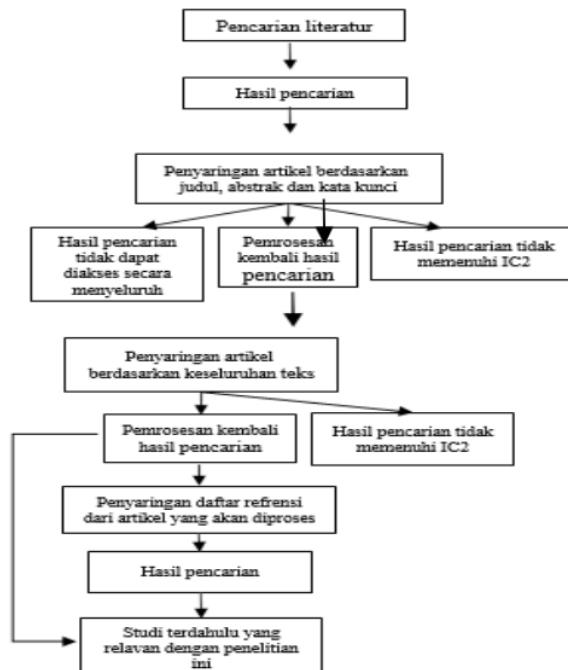 Pencarian literatur
Hasil pencarian
Penyaringan artikel berdasarkan
judul, abstrak dan kata kunci
Hasil pencarian
tidak dapat
diakses secara
menyeluruh
Pemrosesan
kembali hasil
pencarian
Hasil pencarian tidak
memenuhi IC2
Penyaringan artikel
berdasarkan keseluruhan teks
Pemrosesan kembali
hasil pencarian
Hasil pencarian tidak
memenuhi IC2
Penyaringan daftar refrensi
dari artikel yang akan diproses
Hasil pencarian
Studi terdahulu yang
relavan dengan penelitian
ini